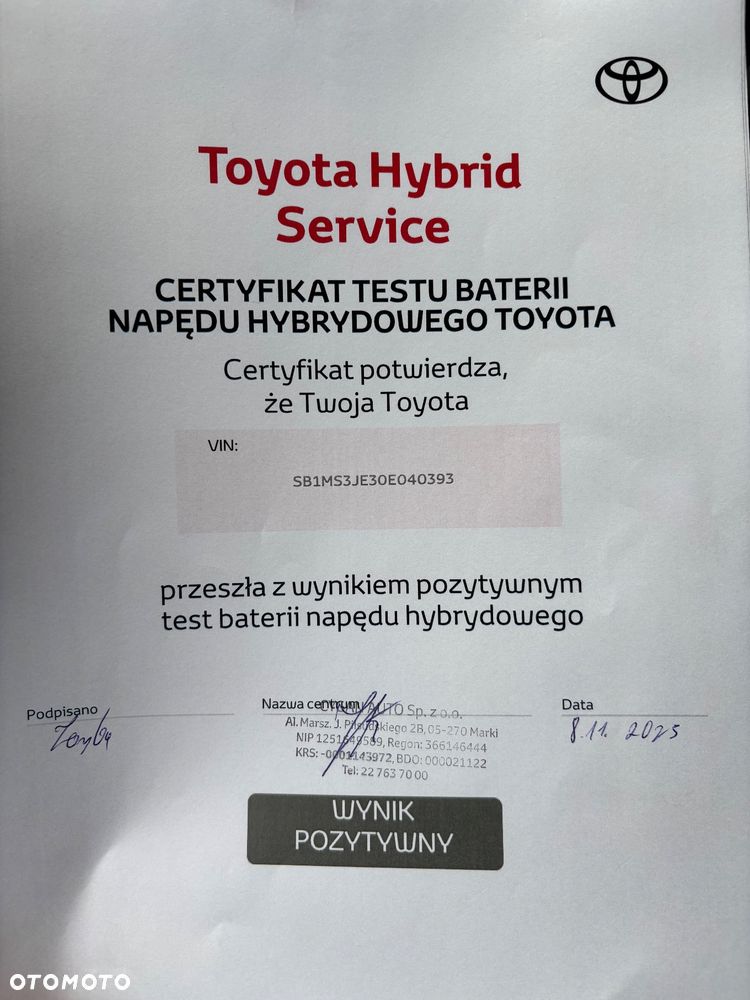 Toyota Hybrid
Service
CERTYFIKAT TESTU BATERII
NAPĘDU HYBRYDOWEGO TOYOTA
Certyfikat potwierdza,
że Twoja Toyota
VIN:
SB1MS3JE30E040393
przeszła z wynikiem pozytywnym
test baterii napędu hybrydowego
Podpisano
Nazwa centrum
Data
AUTO Sp. z o.o.
Al. Marsz. J. Piłsudskiego 2B, 05-270 Marki
NIP Regon: 366146444
KRS: BDO: 000021122
Tel: 22 763 70 00
8.11. 2025
WYNIK
POZYTYWNY
OTOMOTO